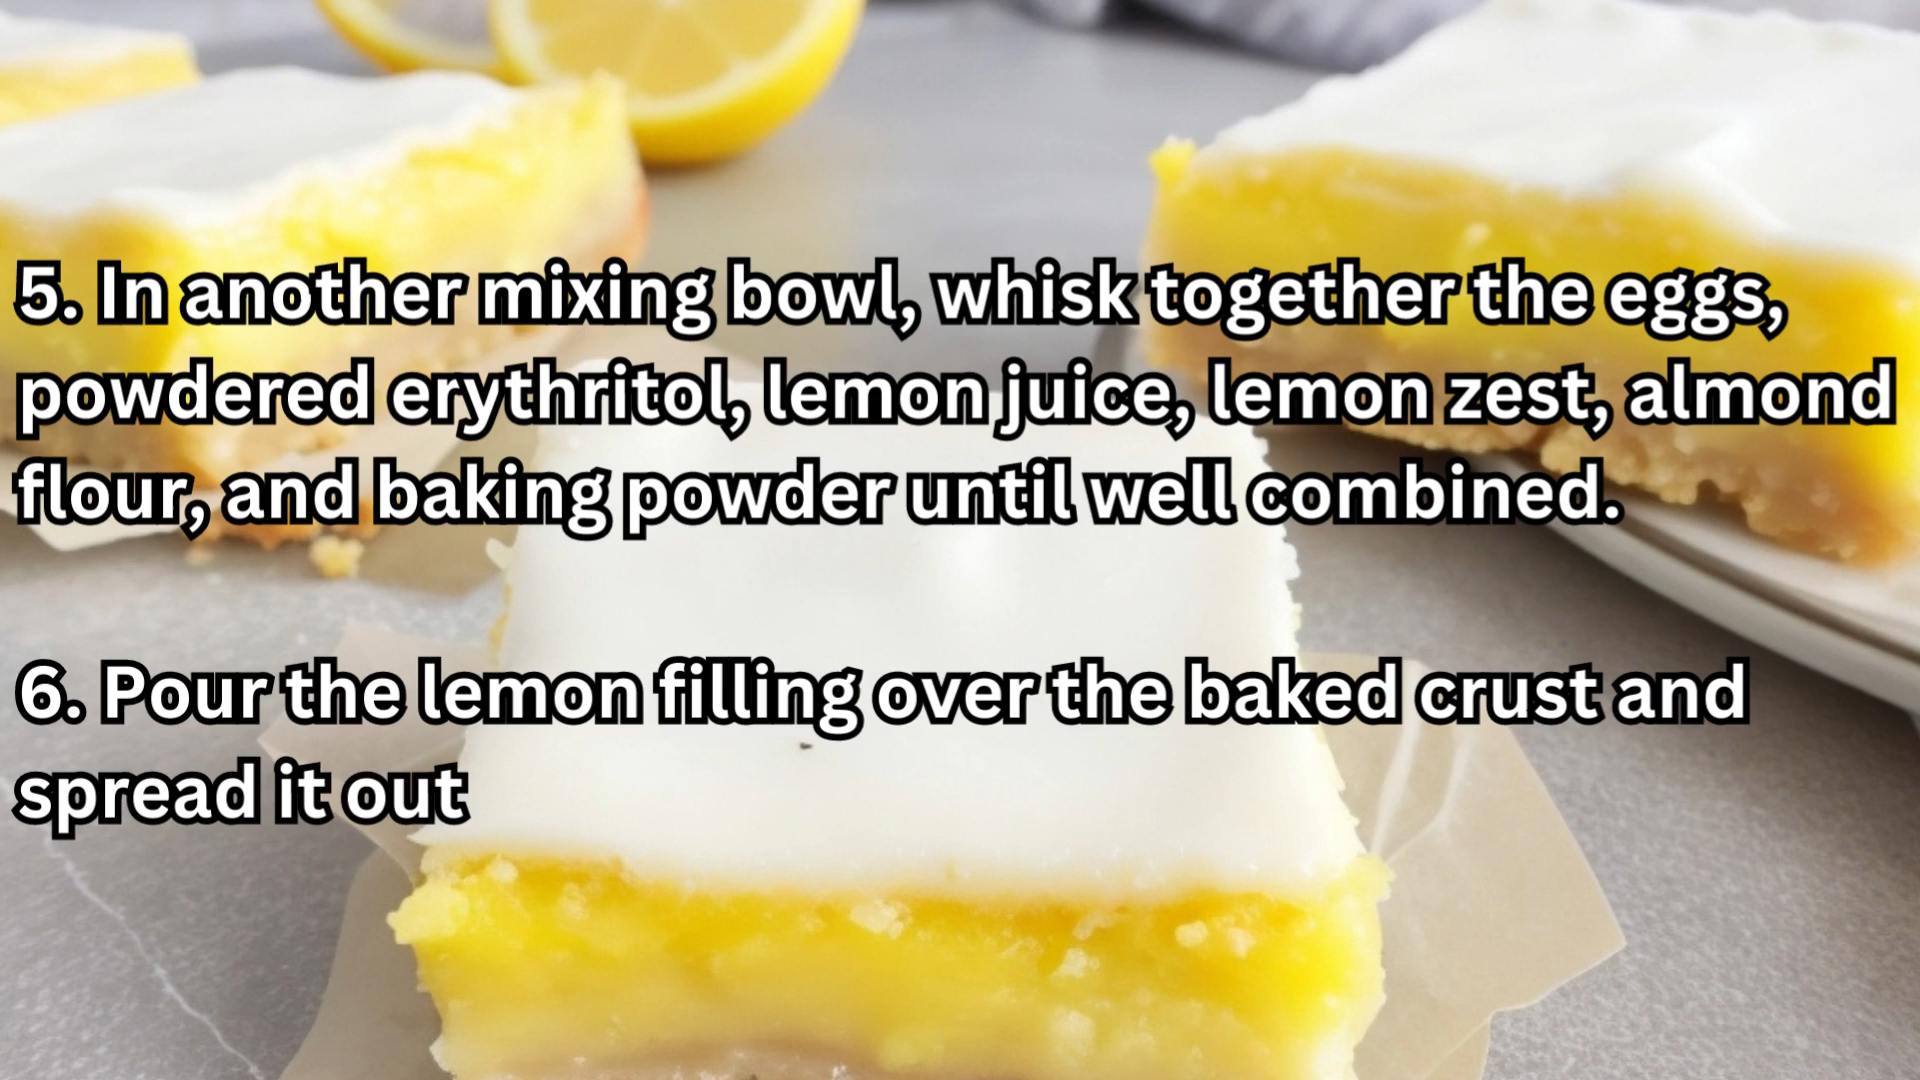 5. In another mixing bowl, whisk together the eggs,
powdered erythritol, lemon juice, lemon zest, almond
flour, and baking powder until well combined.
6. Pour the lemon filling over the baked crust and
spread it out